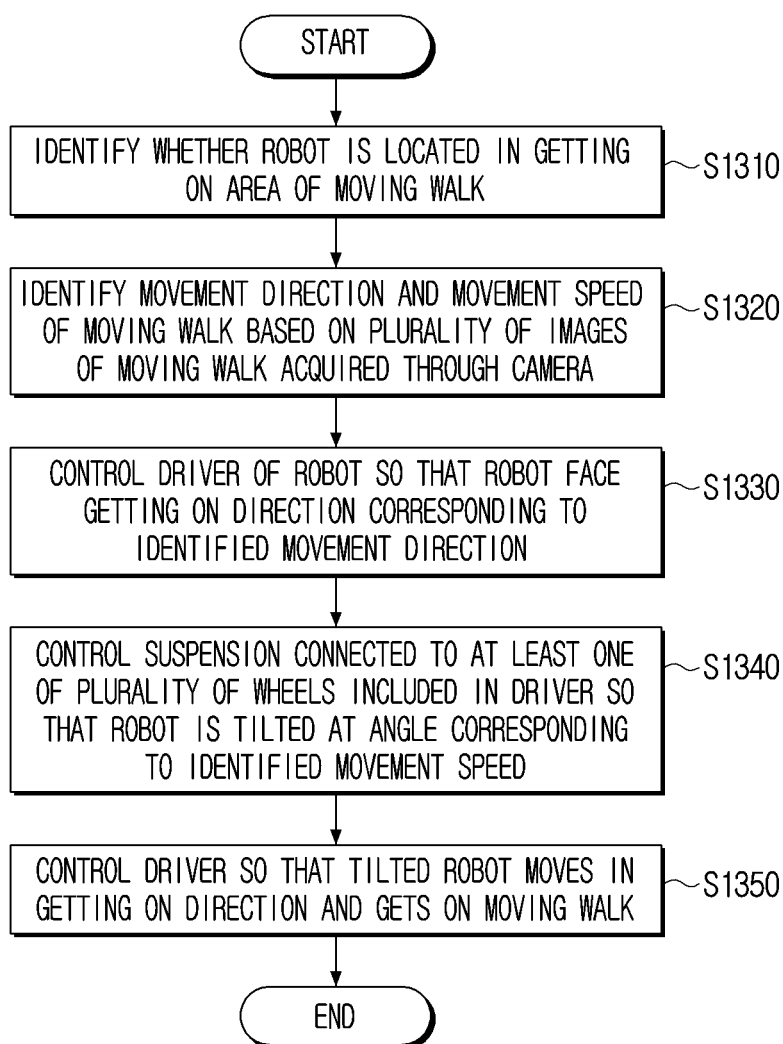 START
IDENTIFY WHETHER ROBOT IS LOCATED IN GETTING
ON AREA OF MOVING WALK
S1310
IDENTIFY MOVEMENT DIRECTION AND MOVEMENT SPEED
OF MOVING WALK BASED ON PLURALITY OF IMAGES
OF MOVING WALK ACQUIRED THROUGH CAMERA
S1320
CONTROL DRIVER OF ROBOT SO THAT ROBOT FACE
GETTING ON DIRECTION CORRESPONDING TO
IDENTIFIED MOVEMENT DIRECTION
S1330
CONTROL SUSPENSION CONNECTED TO AT LEAST ONE
OF PLURALITY OF WHEELS INCLUDED IN DRIVER SO
THAT ROBOT IS TILTED AT ANGLE CORRESPONDING
TO IDENTIFIED MOVEMENT SPEED
S1340
CONTROL DRIVER SO THAT TILTED ROBOT MOVES IN
GETTING ON DIRECTION AND GETS ON MOVING WALK
S1350
END